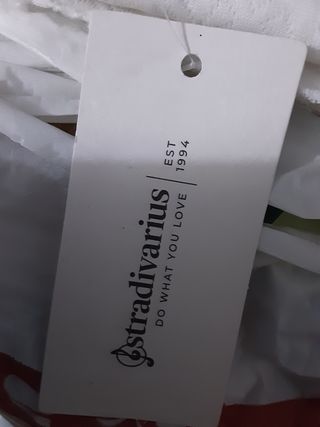 stradivarius
DO WHAT YOU LOVE
EST
1994